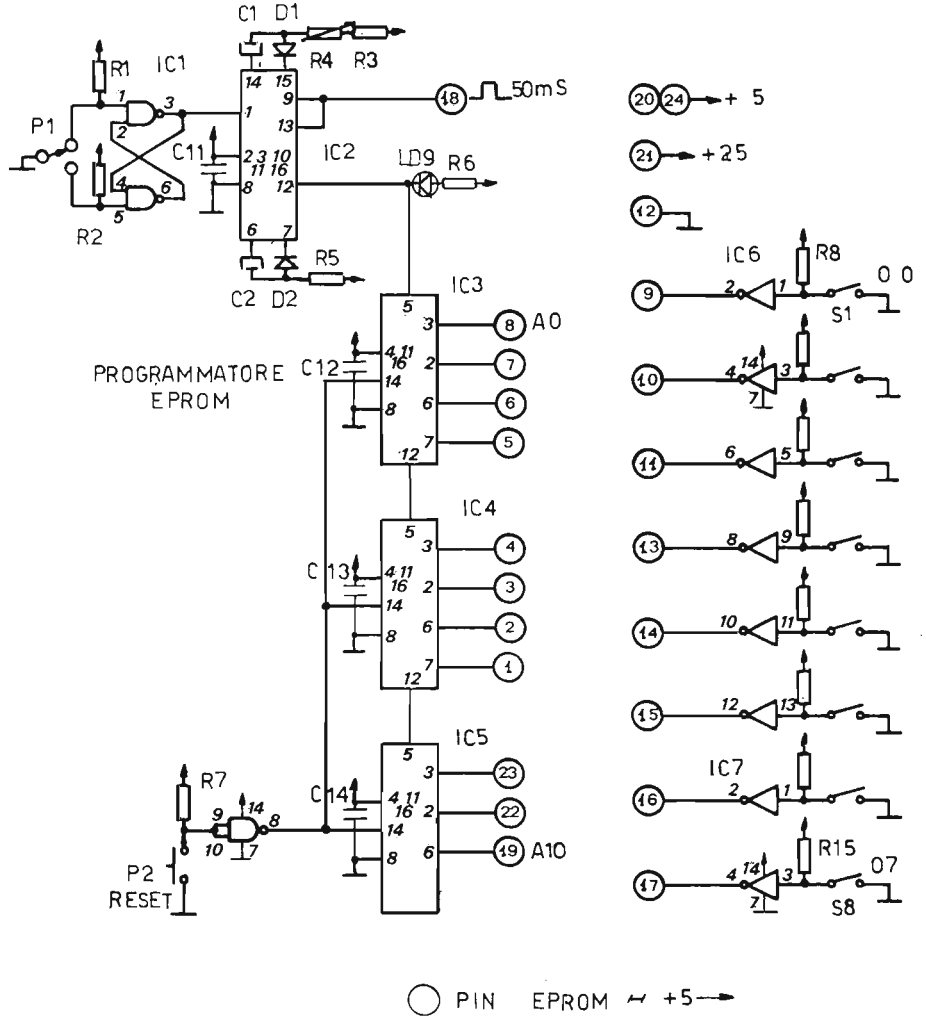 C1 D1
R1
IC1
14 15
R4 R3
P1
1
3
2
1
9
13
18
50mS
20 24 + 5
C11
2 3 10
11 16
IC2
21 +25
4
6
5
8
12
LD9
R6
12
R2
6 7
C2 D2
R5
IC3
5
IC6
R8
00
9
2
1
S1
3
8
A0
C12
4 11
16
2
7
PROGRAMMATORE
EPROM
14
6
6
8
7
5
12
10
4
14
3
7
11
6
5
IC4
5
3
4
13
8
9
C13
4 11
16
2
3
14
6
2
8
7
1
12
14
10
11
15
12
13
IC5
5
3
23
IC7
16
2
1
C14
4 11
16
2
22
14
6
19
A10
8
R7
9
14
8
10
7
P2
RESET
R15
07
17
4
14
3
7
S8
PIN EPROM +5